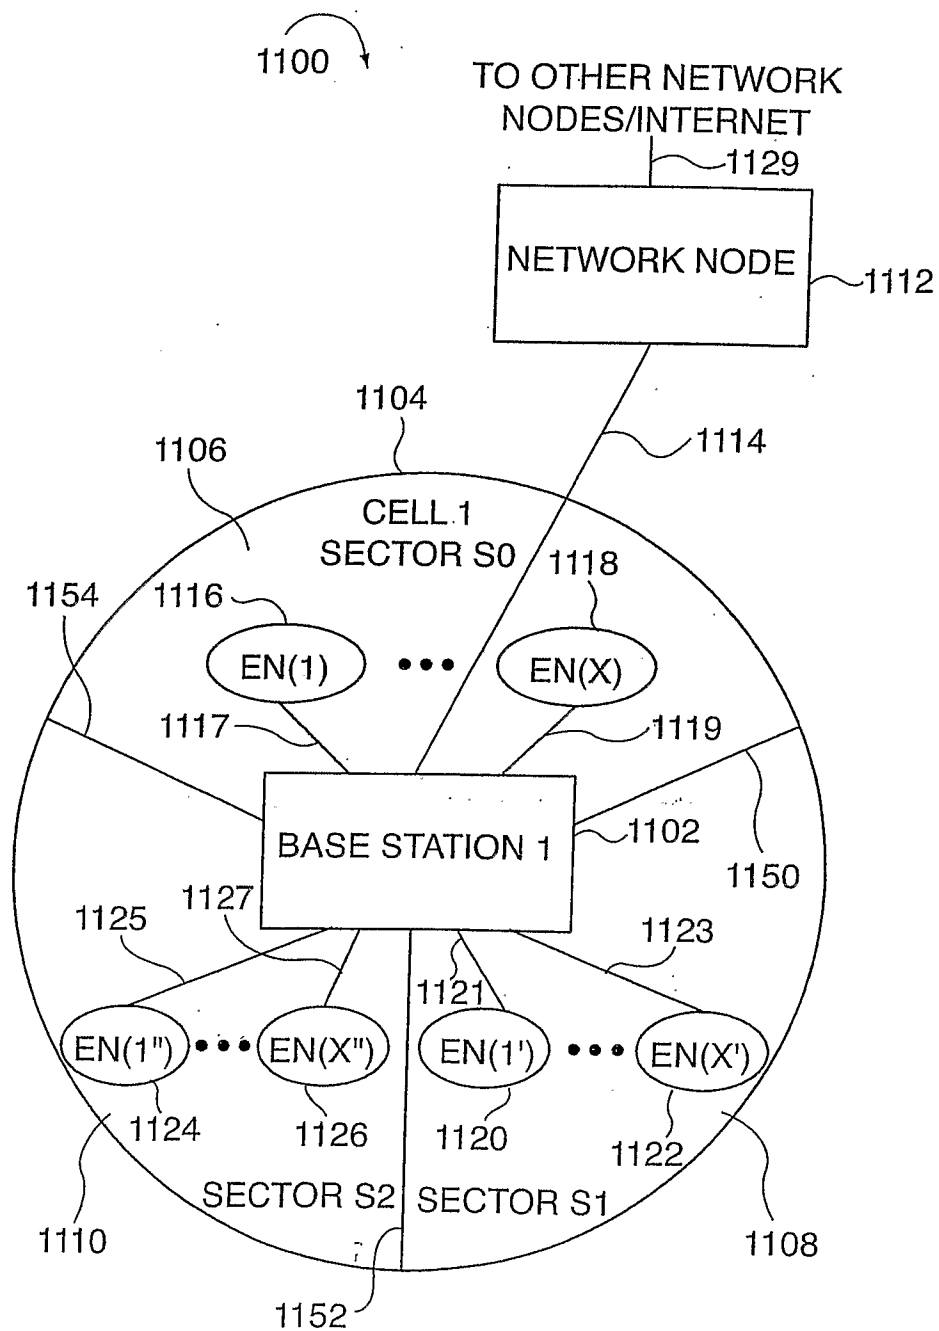 1100
TO OTHER NETWORK
NODES/INTERNET
1129
NETWORK NODE
1112
1104
1114
1106
CELL 1
SECTOR S0
1118
1154
1116
EN(1)
EN(X)
1117
1119
BASE STATION 1
1102
1150
1127
1125
1123
1121
EN(1")
EN(X")
EN(1')
EN(X')
1124
1126
1120
1122
SECTOR S2
SECTOR S1
1110
1108
1152